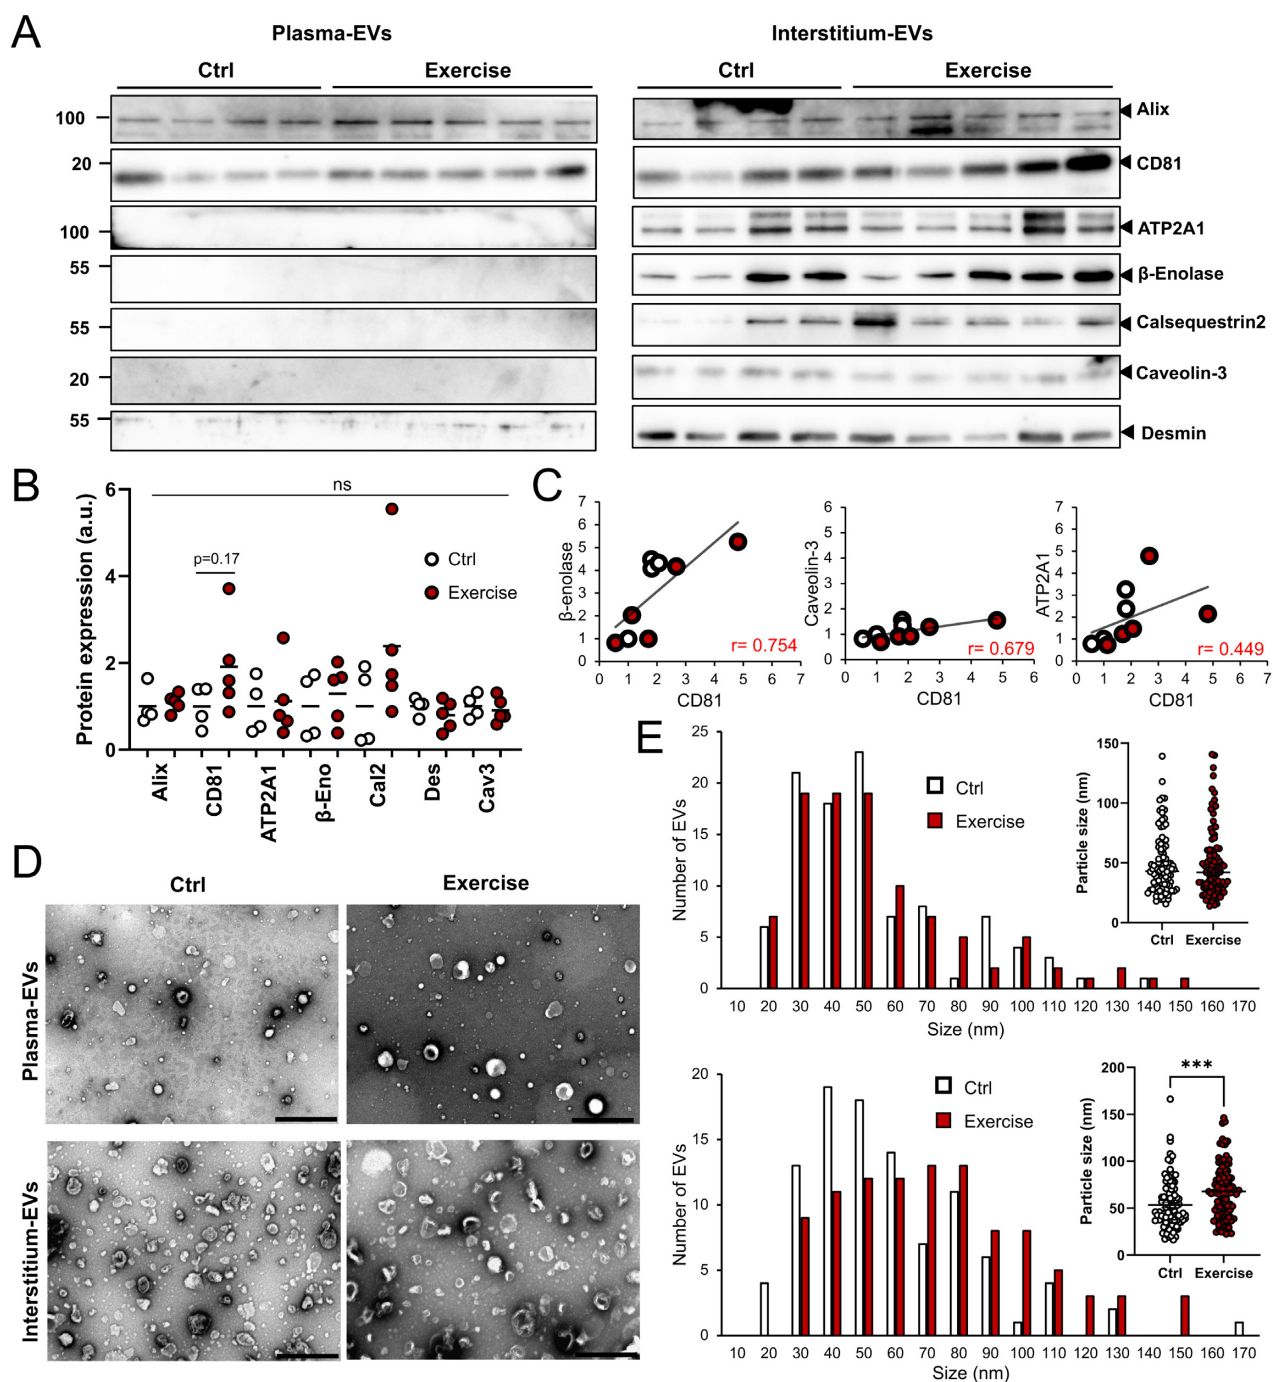 A
Plasma-EVs
Interstitium-EVs
Ctrl
Exercise
Ctrl
Exercise
100
20
100
55
55
20
55
Alix
CD81
ATP2A1
β-Enolase
Calsequestrin2
Caveolin-3
Desmin
B
Protein expression (a.u.)
6
4
2
0
ns
p=0.17
Ctrl
Exercise
Alix
CD81
ATP2A1
β-Eno
Cal2
Des
Cav3
C
β-enolase
7
6
5
4
3
2
1
0
r= 0.754
0 1 2 3 4 5 6 7
CD81
Caveolin-3
6
5
4
3
2
1
0
r= 0.679
0 1 2 3 4 5 6
CD81
ATP2A1
7
6
5
4
3
2
1
0
r= 0.449
0 1 2 3 4 5 6 7
CD81
D
Ctrl
Exercise
Plasma-EVs
Interstitium-EVs
E
Number of EVs
25
20
15
10
5
0
10 20 30 40 50 60 70 80 90 100 110 120 130 140 150 160 170
Size (nm)
Ctrl
Exercise
Particle size (nm)
150
100
50
0
Ctrl Exercise
Number of EVs
20
15
10
5
0
10 20 30 40 50 60 70 80 90 100 110 120 130 140 150 160 170
Size (nm)
Ctrl
Exercise
Particle size (nm)
200
150
100
50
0
***
Ctrl Exercise